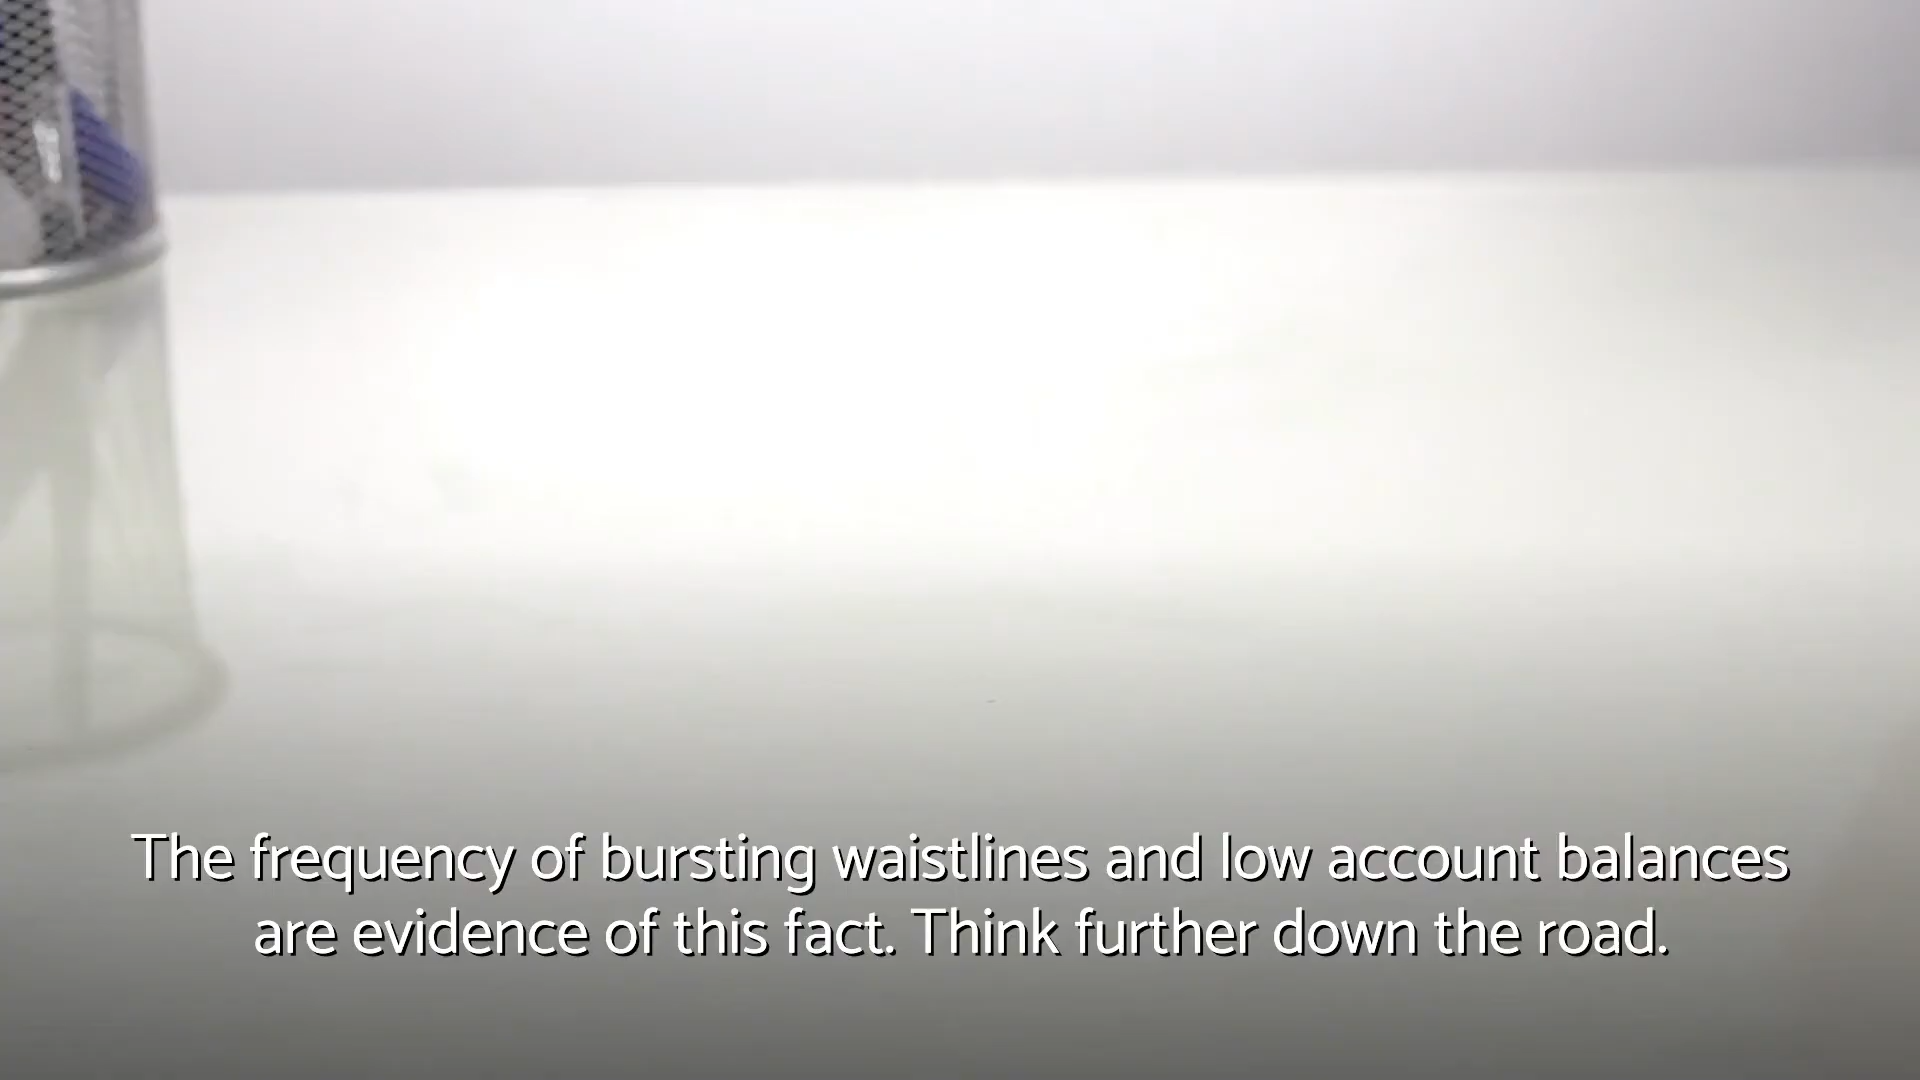 The frequency of bursting waistlines and low account balances
are evidence of this fact. Think further down the road.